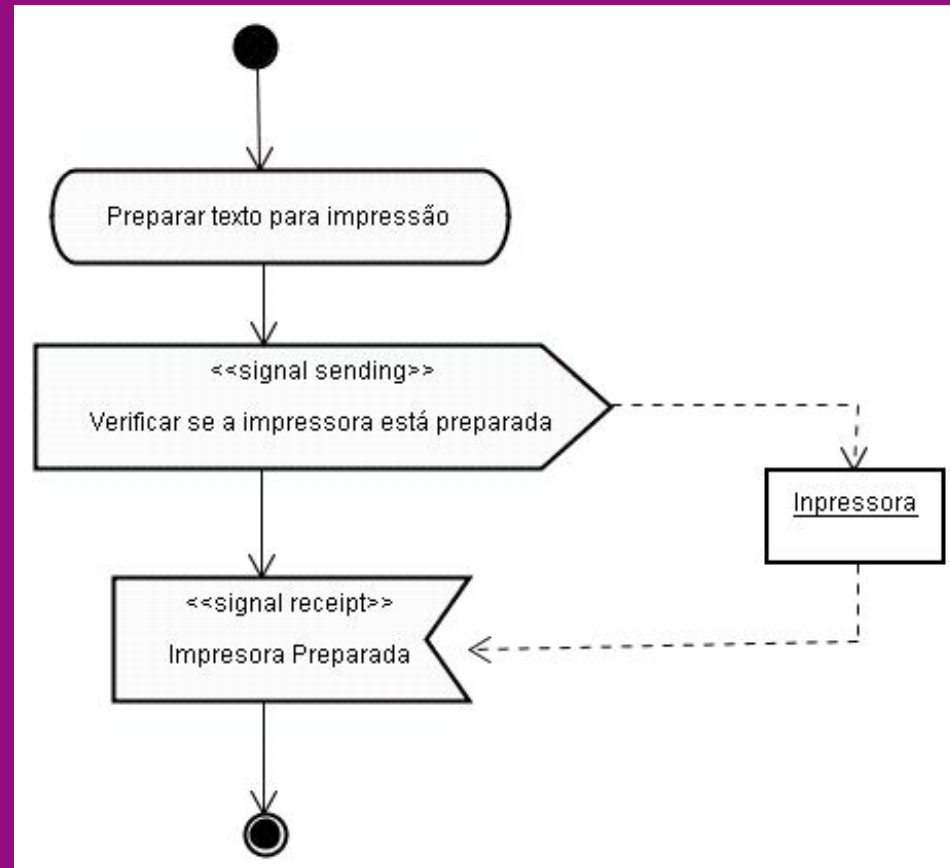 Preparar texto para impressão
<<signal sending>>
Verificar se a impressora está preparada
Inpressora
<<signal receipt>>
Impresora Preparada